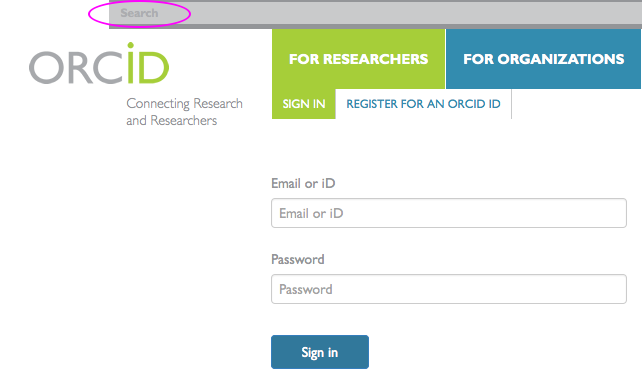 Search
ORCiD
Connecting Research
and Researchers
FOR RESEARCHERS
FOR ORGANIZATIONS
SIGN IN
REGISTER FOR AN ORCID ID
Email or iD
Email or iD
Password
Password
Sign in